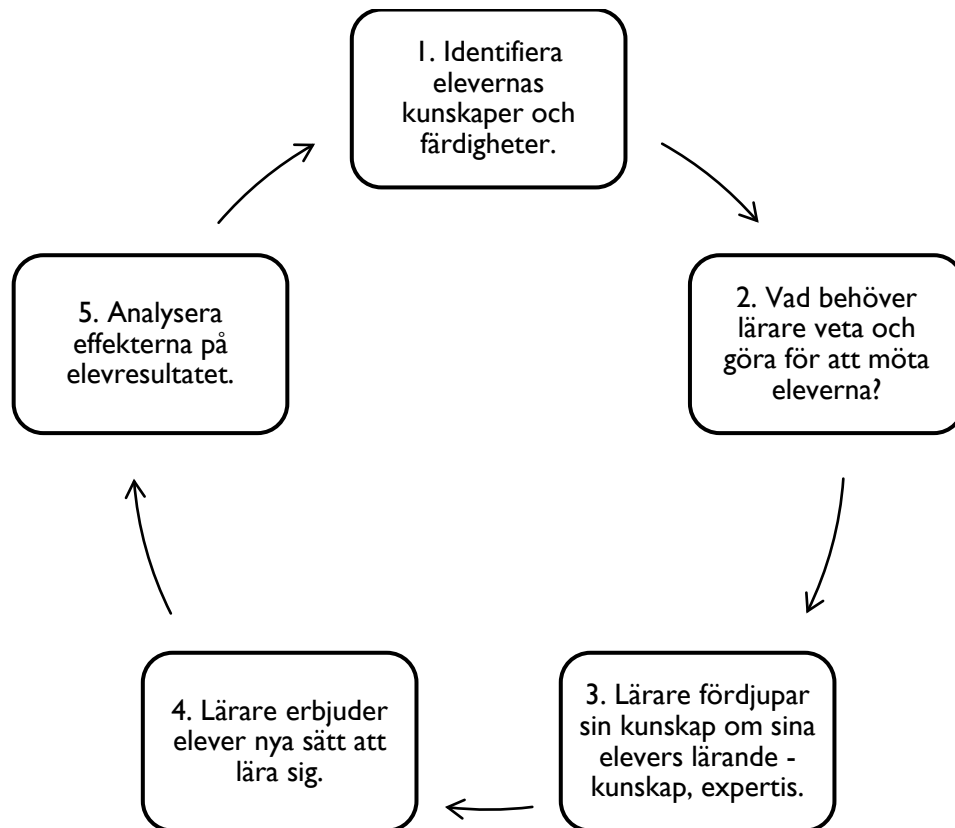 1. Identifiera
elevernas
kunskaper och
färdigheter.
2. Vad behöver
lärare veta och
göra för att möta
eleverna?
3. Lärare fördjupar
sin kunskap om sina
elevers lärande -
kunskap, expertis.
4. Lärare erbjuder
elever nya sätt att
lära sig.
5. Analysera
effekterna på
elevresultatet.